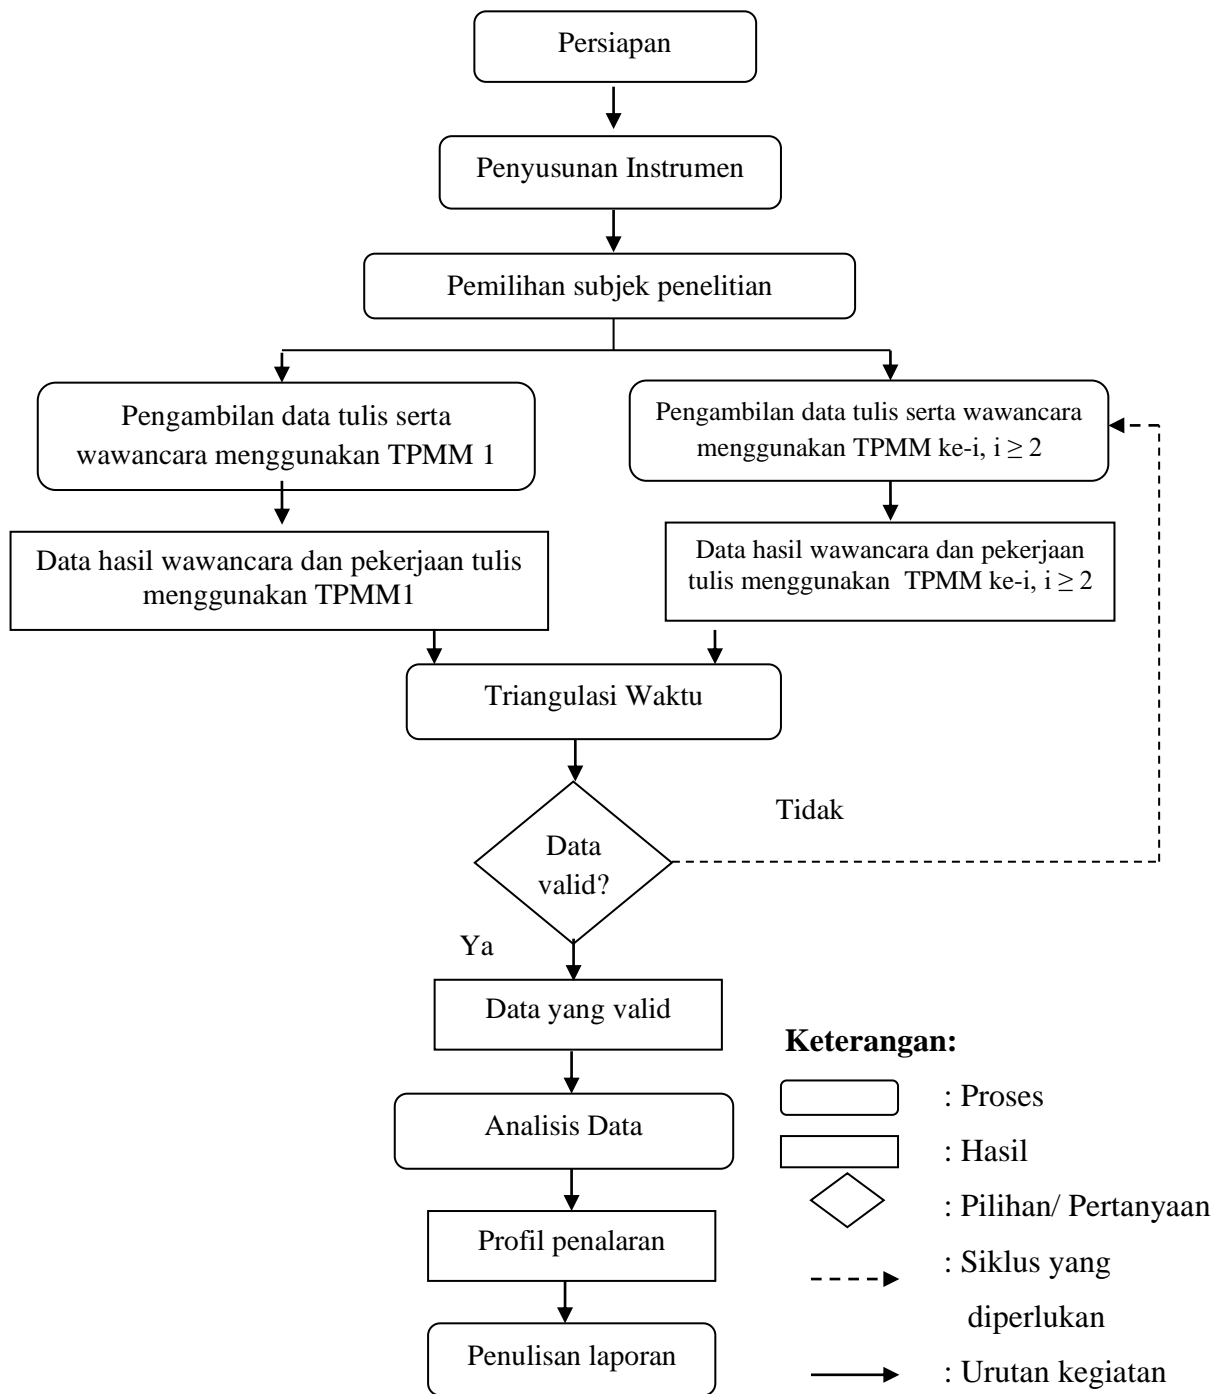 Persiapan
Penyusunan Instrumen
Pemilihan subjek penelitian
Pengambilan data tulis serta
wawancara menggunakan TPMM 1
Pengambilan data tulis serta wawancara
menggunakan TPMM ke-i, i ≥ 2
Data hasil wawancara dan pekerjaan tulis
menggunakan TPMM1
Data hasil wawancara dan pekerjaan
tulis menggunakan TPMM ke-i, i ≥ 2
Triangulasi Waktu
Tidak
Data
valid?
Ya
Data yang valid
Analisis Data
Profil penalaran
Penulisan laporan
Keterangan:
: Proses
: Hasil
: Pilihan/ Pertanyaan
: Siklus yang
diperlukan
: Urutan kegiatan